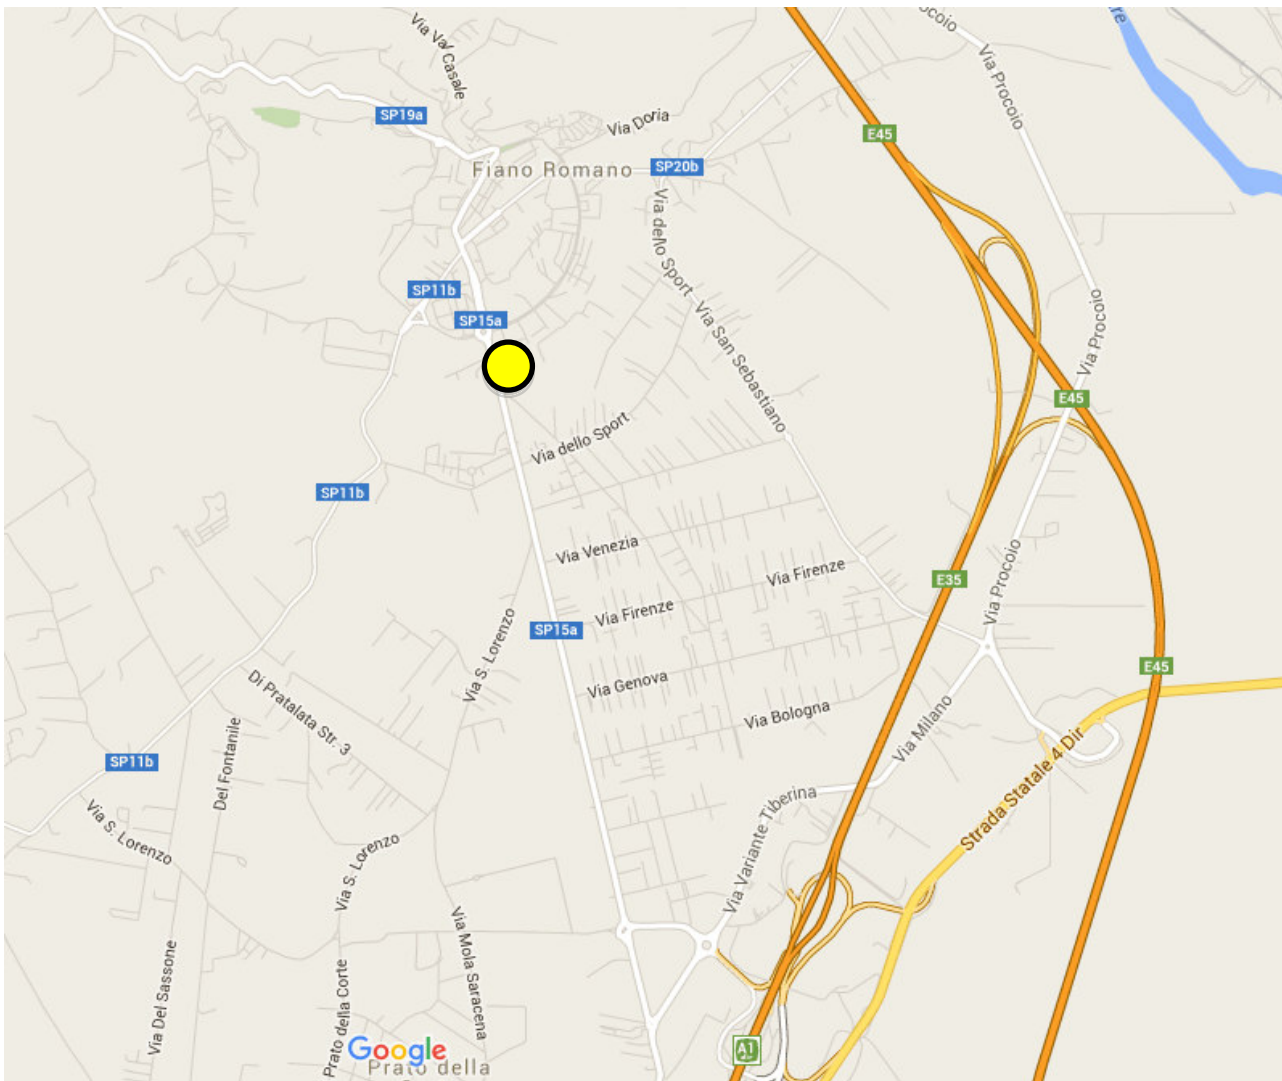 Via Val Casale
Procoio
re
Via Procoio
SP19a
Via Doria
E45
Fiano Romano
SP20b
Via dello Sport
SP11b
Via San Sebastiano
Via Procoio
SP15a
E45
Via dello Sport
SP11b
Via Venezia
Via Firenze
E35
Via Procoio
Via Firenze
SP15a
Via S. Lorenzo
E45
Via Genova
Di Pratalata Str. 3
Via Bologna
Via Milano
Del Fontanile
SP11b
Strada Statale 4 Dir
Via S. Lorenzo
Via Variante Tiberina
Via S. Lorenzo
Via Mola Saracena
Via Del Sassone
Prato della Corte
Google
A1
Prato della